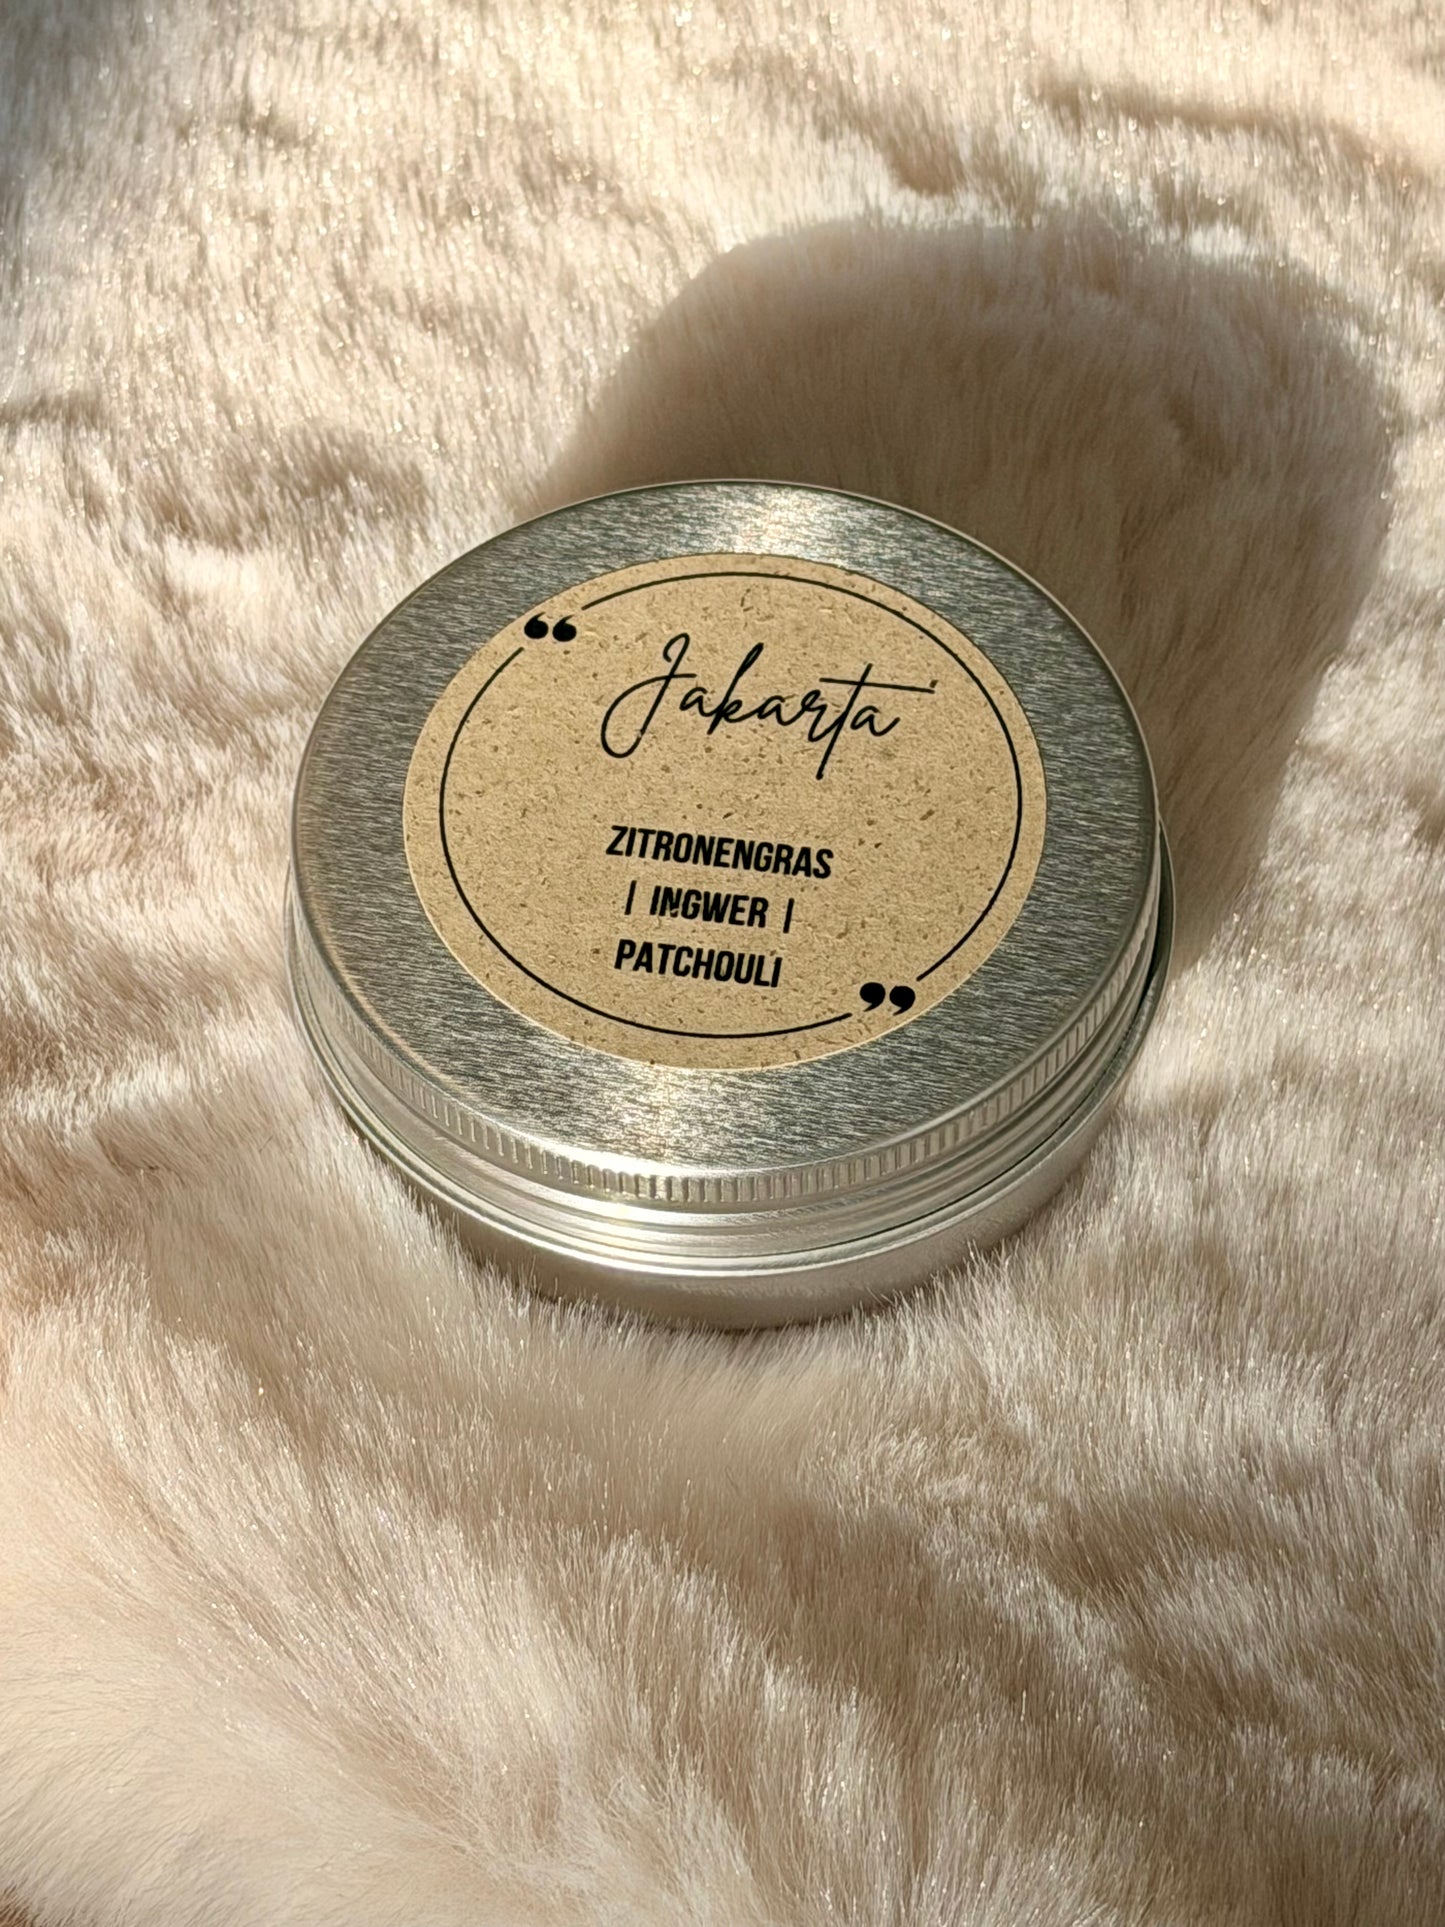 “
Jakarta
ZITRONENGRAS
| INGWER |
PATCHOULI
”